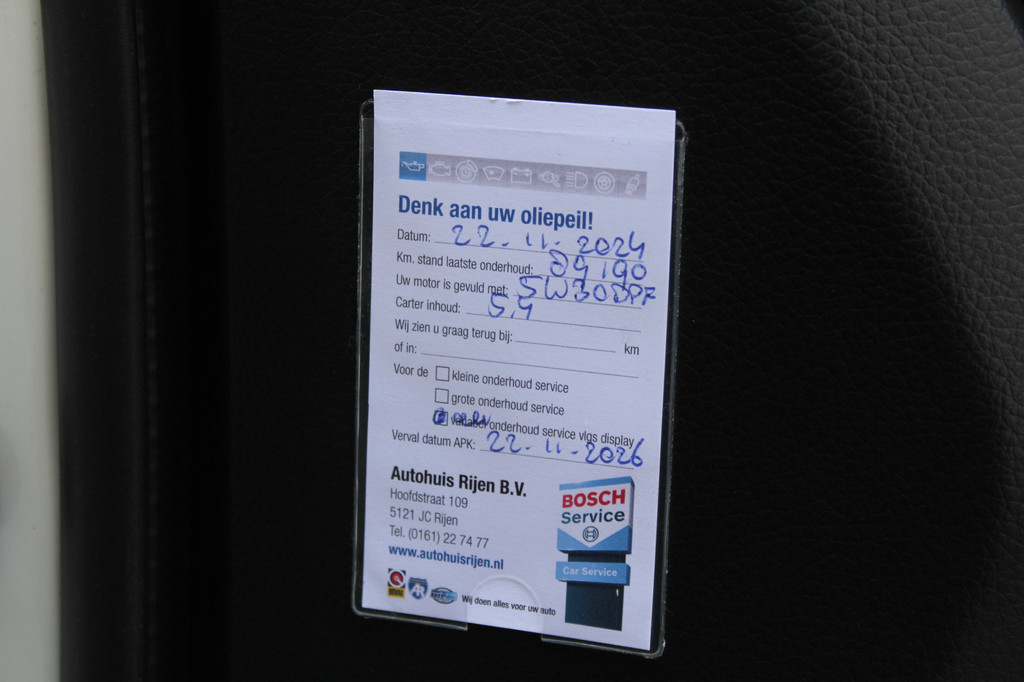 Denk aan uw oliepeil!
Datum: 22-11-2024
Km. stand laatste onderhoud: 89190
Uw motor is gevuld met: 5W30DPF
Carter inhoud: 5,4
Wij zien u graag terug bij: km
of in:
Voor de kleine onderhoud service
grote onderhoud service
onderhoud service vlgs display
Verval datum APK: 22-11-2026
Autohuis Rijen B.V.
Hoofdstraat 109
5121 JC Rijen
Tel. (0161) 22 74 77
www.autohuisrijen.nl
Wij doen alles voor uw auto
BOSCH
Service
Car Service